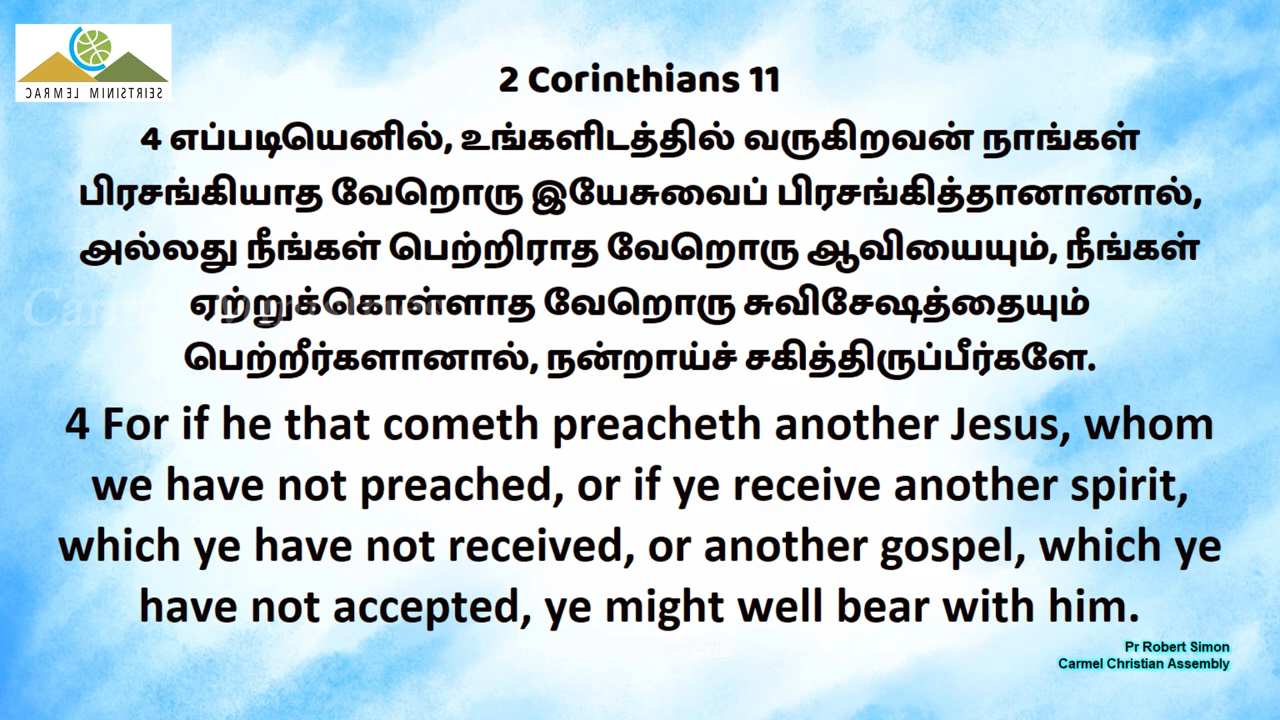 CARMEL MINISTRIES
2 Corinthians 11
4 எப்படியெனில், உங்களிடத்தில் வருகிறவன் நாங்கள்
பிரசங்கியாத வேறொரு இயேசுவைப் பிரசங்கித்தானானால்,
அல்லது நீங்கள் பெற்றிராத வேறொரு ஆவியையும், நீங்கள்
ஏற்றுக்கொள்ளாத வேறொரு சுவிசேஷத்தையும்
பெற்றீர்களானால், நன்றாய்ச் சகித்திருப்பீர்களே.
4 For if he that cometh preacheth another Jesus, whom
we have not preached, or if ye receive another spirit,
which ye have not received, or another gospel, which ye
have not accepted, ye might well bear with him.
Pr Robert Simon
Carmel Christian Assembly